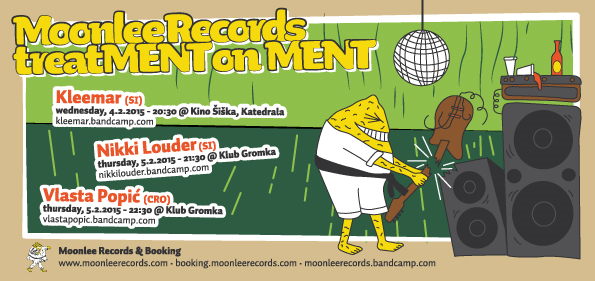 Moonlee Records
treatMENT on MENT
Kleemar (SI)
wednesday, 4.2.2015 - 20:30 @ Kino Šiška, Katedrala
kleemar.bandcamp.com
Nikki Louder (SI)
thursday, 5.2.2015 - 21:30 @ Klub Gromka
nikkilouder.bandcamp.com
Vlasta Popić (CRO)
thursday, 5.2.2015 - 22:30 @ Klub Gromka
vlastapopic.bandcamp.com
Moonlee Records & Booking
www.moonleerecords.com - booking.moonleerecords.com - moonleerecords.bandcamp.com